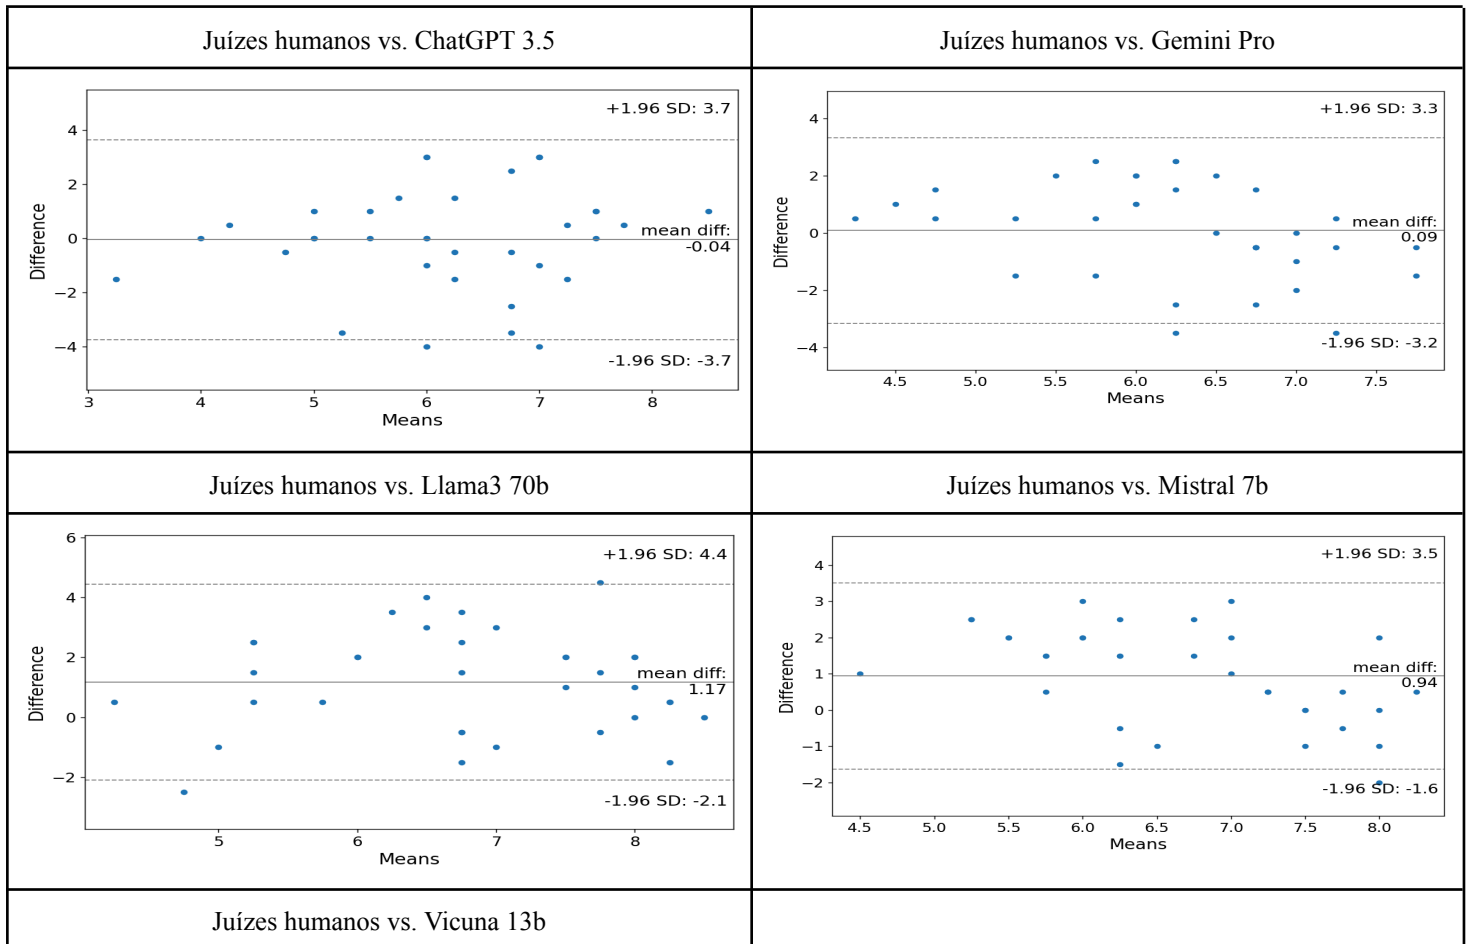 Juízes humanos vs. ChatGPT 3.5
Juízes humanos vs. Gemini Pro
+1.96 SD: 3.7
4
2
0
−2
−4
Difference
mean diff:
-0.04
-1.96 SD: -3.7
3 4 5 6 7 8
Means
+1.96 SD: 3.3
4
2
0
−2
−4
Difference
mean diff:
0.09
-1.96 SD: -3.2
4.5 5.0 5.5 6.0 6.5 7.0 7.5
Means
Juízes humanos vs. Llama3 70b
Juízes humanos vs. Mistral 7b
6
+1.96 SD: 4.4
4
2
0
−2
Difference
mean diff:
1.17
-1.96 SD: -2.1
5 6 7 8
Means
+1.96 SD: 3.5
4
3
2
1
0
−1
−2
Difference
mean diff:
0.94
-1.96 SD: -1.6
4.5 5.0 5.5 6.0 6.5 7.0 7.5 8.0
Means
Juízes humanos vs. Vicuna 13b